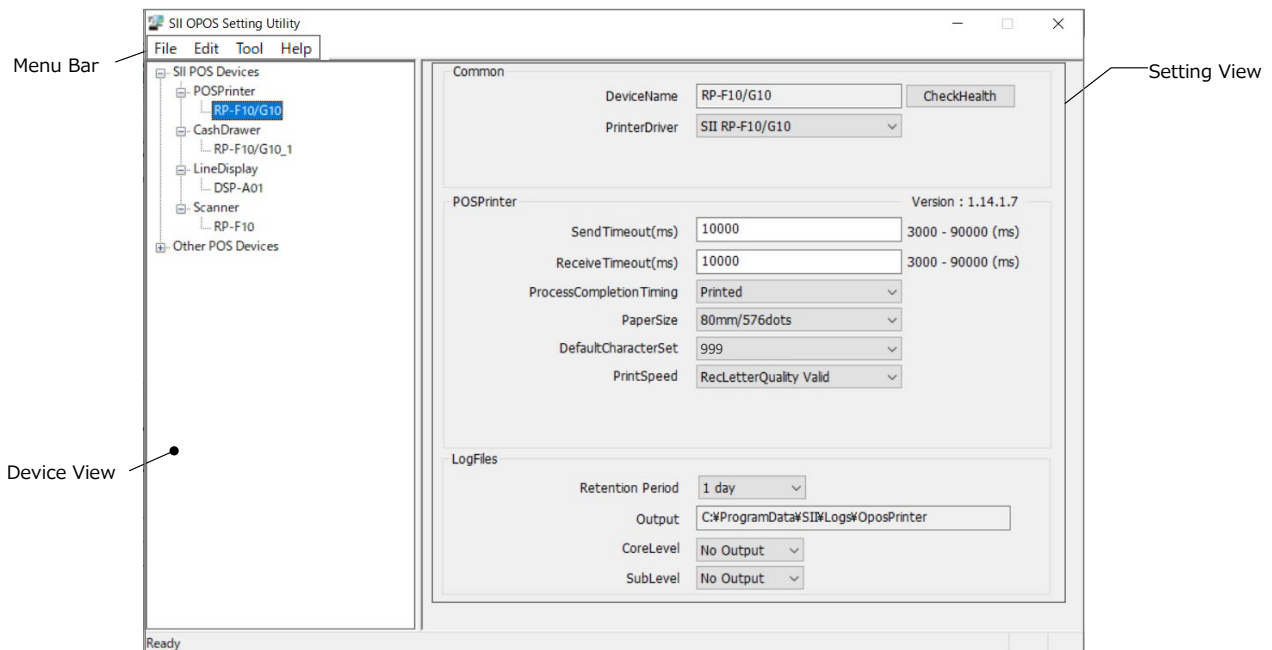 SII OPOS Setting Utility
File Edit Tool Help
Menu Bar
Setting View
Device View
SII POS Devices
POSPrinter
RP-F10/G10
CashDrawer
RP-F10/G10_1
LineDisplay
DSP-A01
Scanner
RP-F10
Other POS Devices
Common
DeviceName RP-F10/G10 CheckHealth
PrinterDriver SII RP-F10/G10
POSPrinter Version : 1.14.1.7
SendTimeout(ms) 10000 3000 - 90000 (ms)
ReceiveTimeout(ms) 10000 3000 - 90000 (ms)
ProcessCompletionTiming Printed
PaperSize 80mm/576dots
DefaultCharacterSet 999
PrintSpeed RecLetterQuality Valid
LogFiles
Retention Period 1 day
Output C:¥ProgramData¥SII¥Logs¥OposPrinter
CoreLevel No Output
SubLevel No Output
Ready